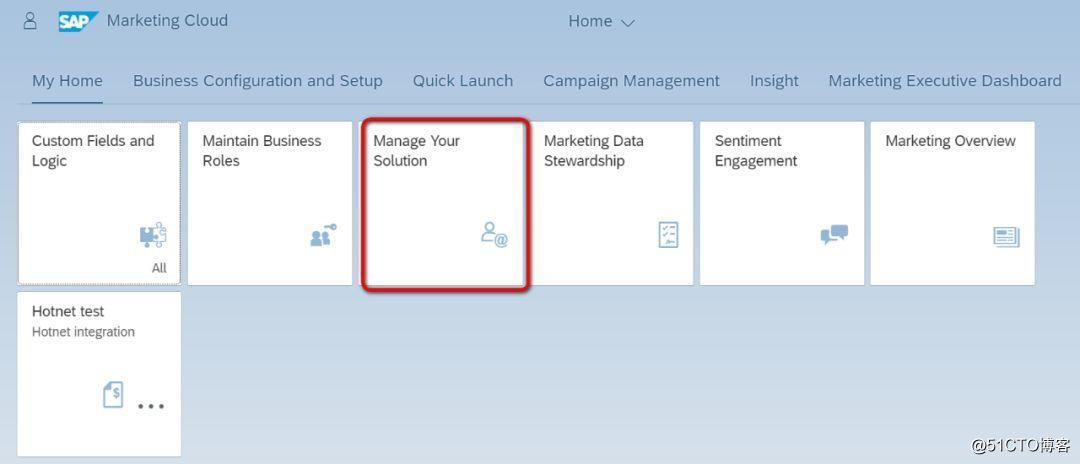 SAP Marketing Cloud
Home
My Home Business Configuration and Setup Quick Launch Campaign Management Insight Marketing Executive Dashboard
Custom Fields and
Logic
All
Maintain Business
Roles
Manage Your
Solution
Marketing Data
Stewardship
Sentiment
Engagement
Marketing Overview
Hotnet test
Hotnet integration
$
...
@51CTO博客